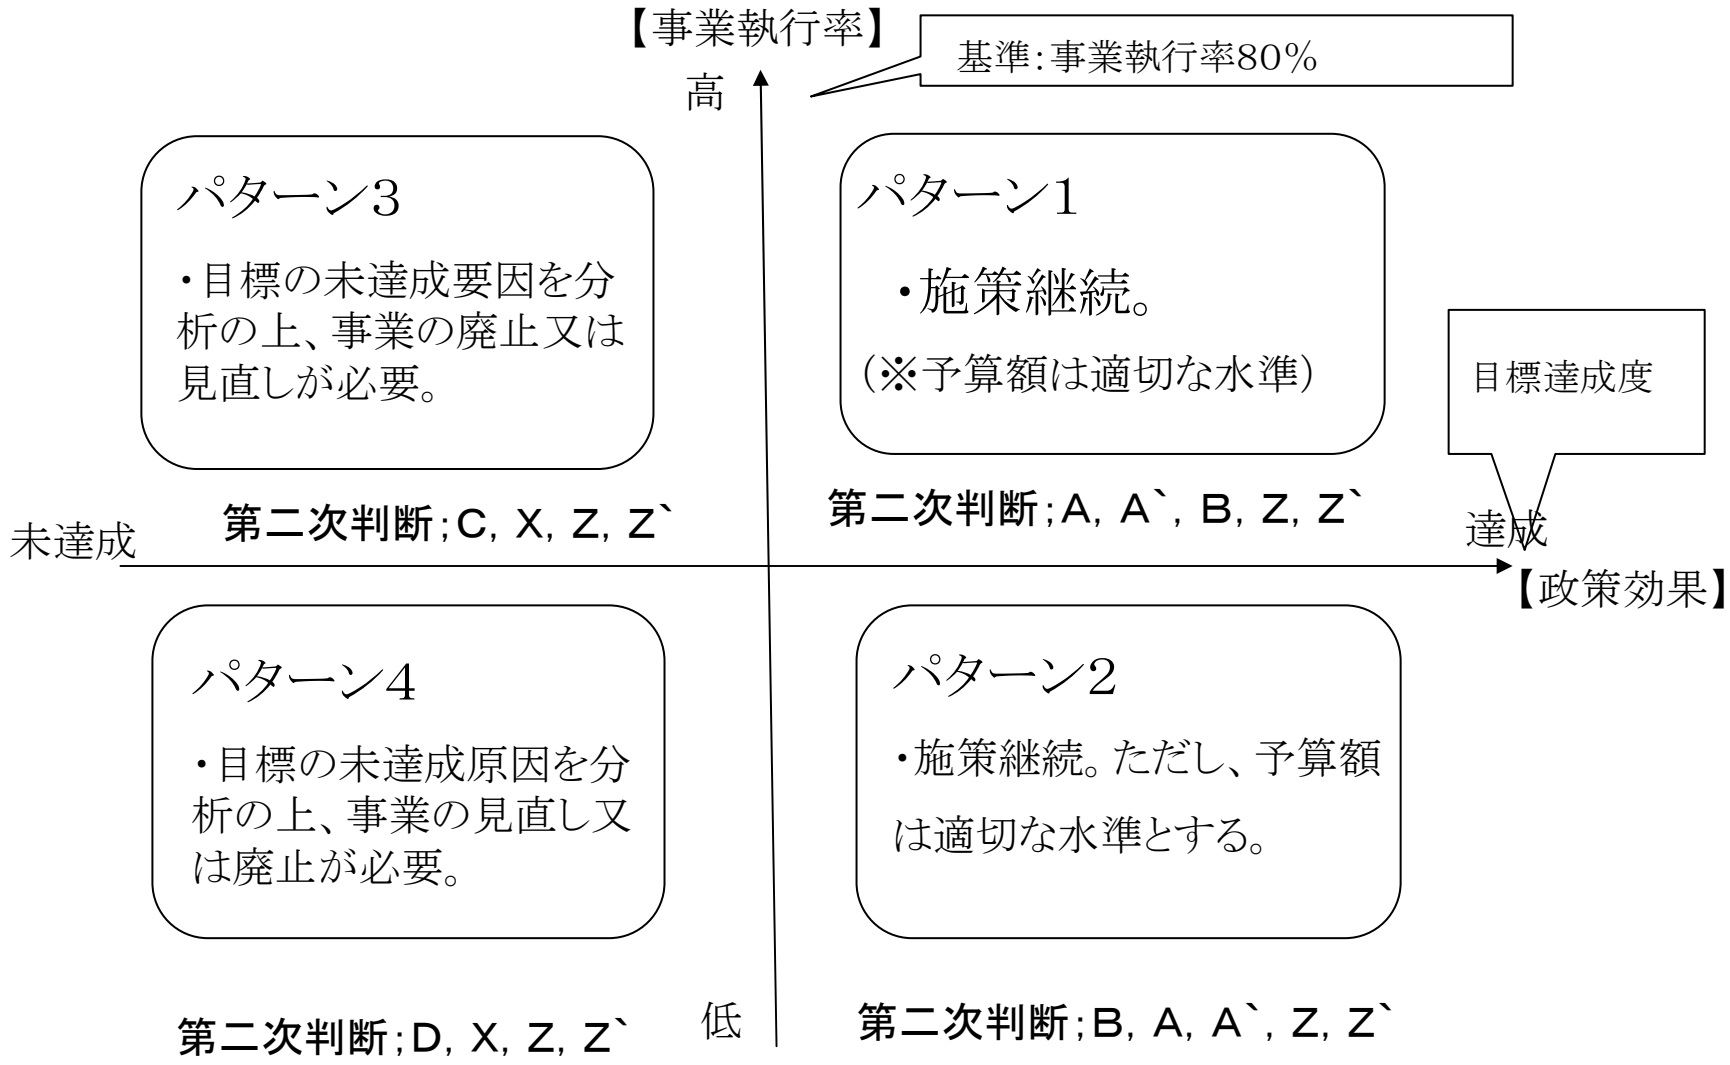 【事業執行率】
基準：事業執行率80％
高
パターン3
・目標の未達成要因を分
析の上、事業の廃止又は
見直しが必要。
第二次判断；C，X，Z，Z｀
パターン1
・施策継続。
（※予算額は適切な水準）
第二次判断；A，A｀，B，Z，Z｀
目標達成度
未達成
達成
【政策効果】
パターン4
・目標の未達成原因を分
析の上、事業の見直し又
は廃止が必要。
第二次判断；D，X，Z，Z｀
パターン2
・施策継続。ただし、予算額
は適切な水準とする。
第二次判断；B，A，A｀，Z，Z｀
低